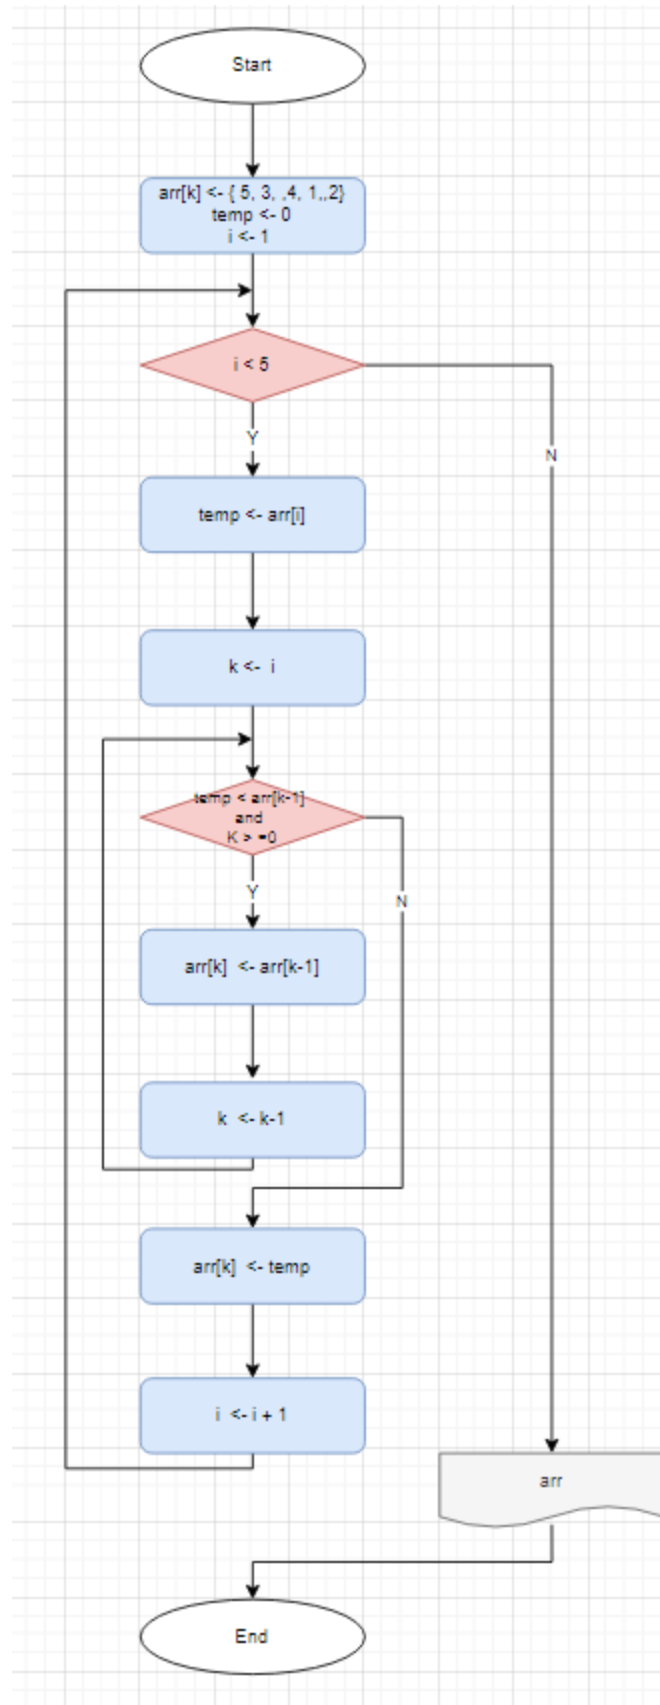 Start
arr[k] <- { 5, 3, ,4, 1,,2}
temp <- 0
i <- 1
i < 5
Y
N
temp <- arr[i]
k <- i
temp < arr[k-1]
and
K > =0
Y
N
arr[k] <- arr[k-1]
k <- k-1
arr[k] <- temp
i <- i + 1
arr
End